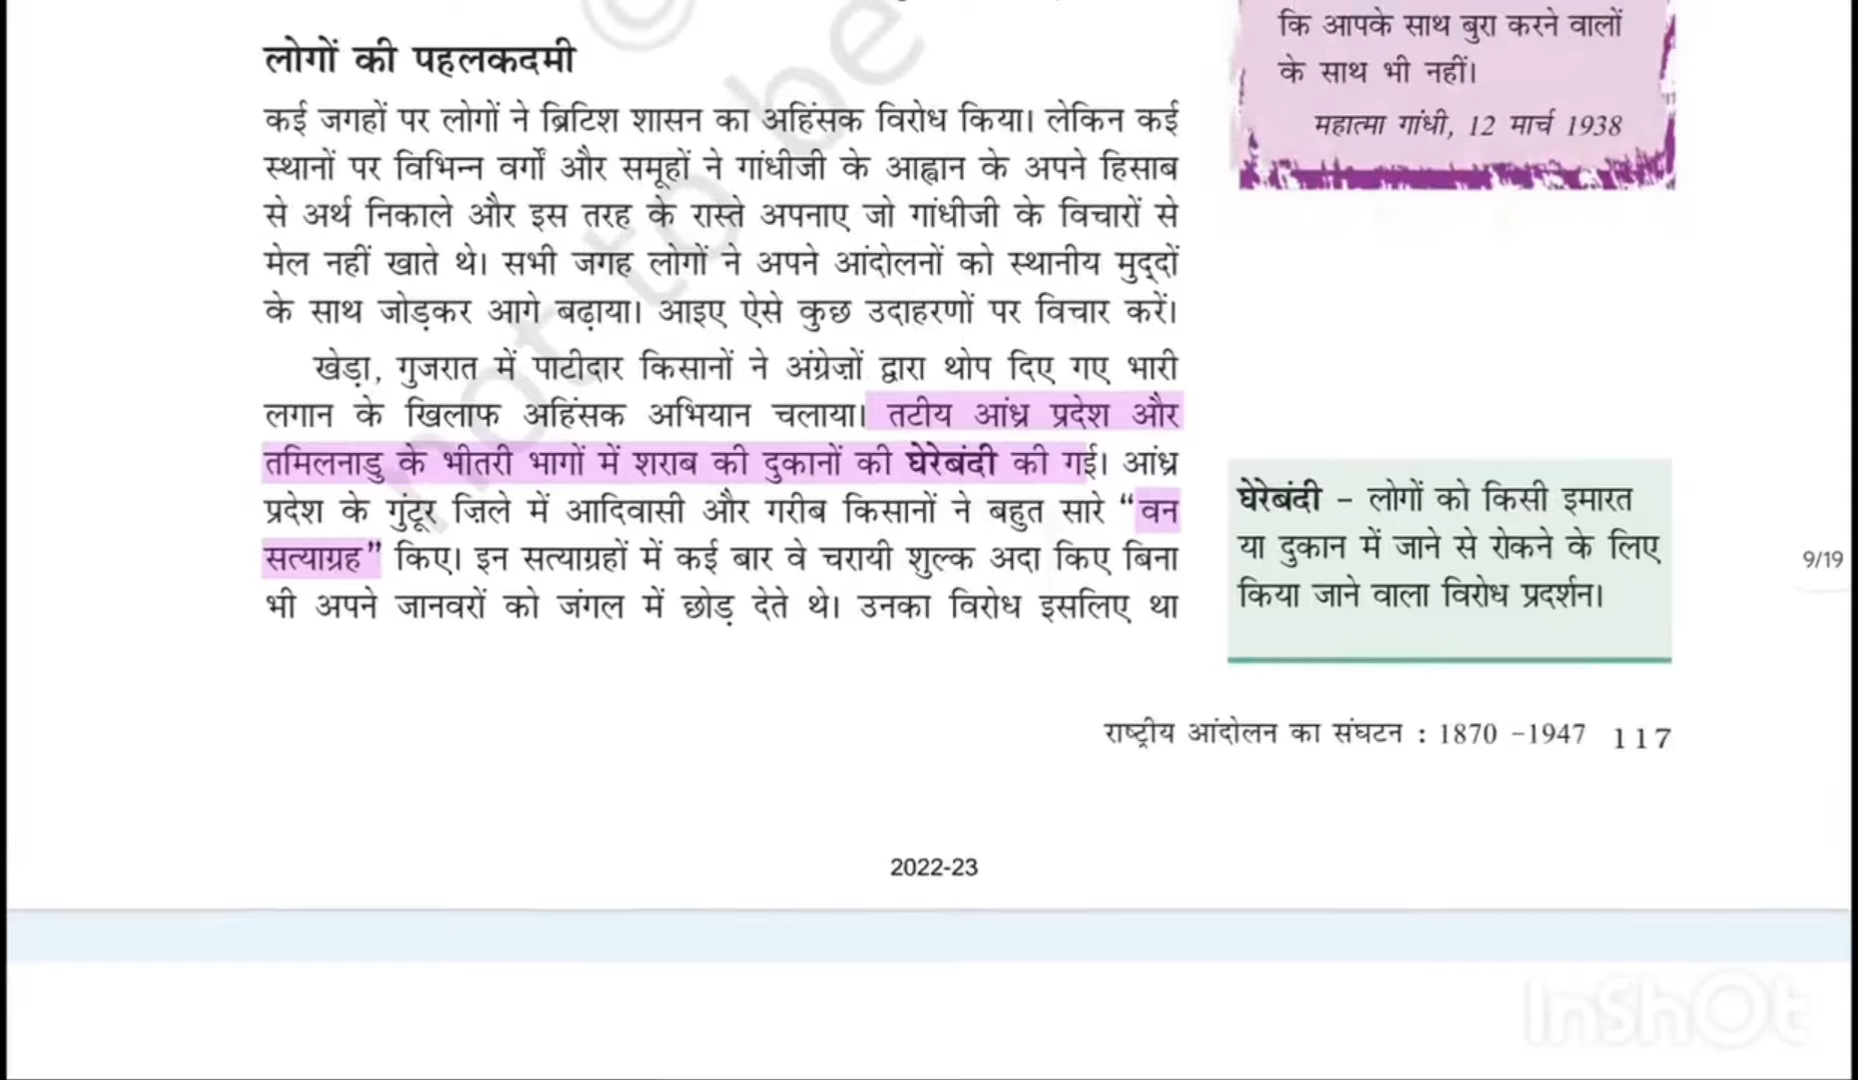 लोगों की पहलकदमी
कई जगहों पर लोगों ने ब्रिटिश शासन का अहिंसक विरोध किया। लेकिन कई
स्थानों पर विभिन्न वर्गों और समूहों ने गांधीजी के आह्वान के अपने हिसाब
से अर्थ निकाले और इस तरह के रास्ते अपनाए जो गांधीजी के विचारों से
मेल नहीं खाते थे। सभी जगह लोगों ने अपने आंदोलनों को स्थानीय मुद्दों
के साथ जोड़कर आगे बढ़ाया। आइए ऐसे कुछ उदाहरणों पर विचार करें।
खेड़ा, गुजरात में पाटीदार किसानों ने अंग्रेज़ों द्वारा थोप दिए गए भारी
लगान के खिलाफ अहिंसक अभियान चलाया। तटीय आंध्र प्रदेश और
तमिलनाडु के भीतरी भागों में शराब की दुकानों की घेरेबंदी की गई। आंध्र
प्रदेश के गुंटूर ज़िले में आदिवासी और गरीब किसानों ने बहुत सारे “वन
सत्याग्रह” किए। इन सत्याग्रहों में कई बार वे चरायी शुल्क अदा किए बिना
भी अपने जानवरों को जंगल में छोड़ देते थे। उनका विरोध इसलिए था
कि आपके साथ बुरा करने वालों
के साथ भी नहीं।
महात्मा गांधी, 12 मार्च 1938
घेरेबंदी – लोगों को किसी इमारत
या दुकान में जाने से रोकने के लिए
किया जाने वाला विरोध प्रदर्शन।
9/19
राष्ट्रीय आंदोलन का संघटन : 1870 –1947 117
2022-23
not to be
©
InShOt